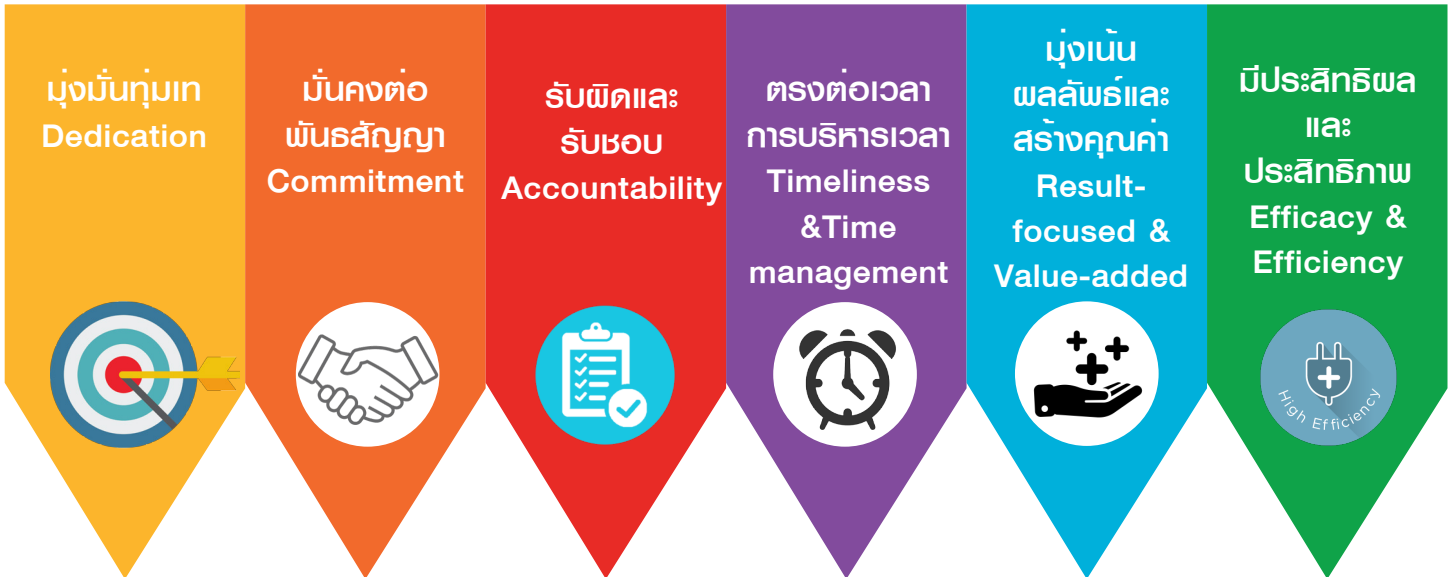 มุ่งมั่นทุ่มเท
Dedication
มั่นคงต่อ
พันธสัญญา
Commitment
รับผิดและ
รับชอบ
Accountability
ตรงต่อเวลา
การบริหารเวลา
Timeliness
&Time
management
มุ่งเน้น
ผลลัพธ์และ
สร้างคุณค่า
Result-
focused &
Value-added
มีประสิทธิผล
และ
ประสิทธิภาพ
Efficacy &
Efficiency
High Efficiency